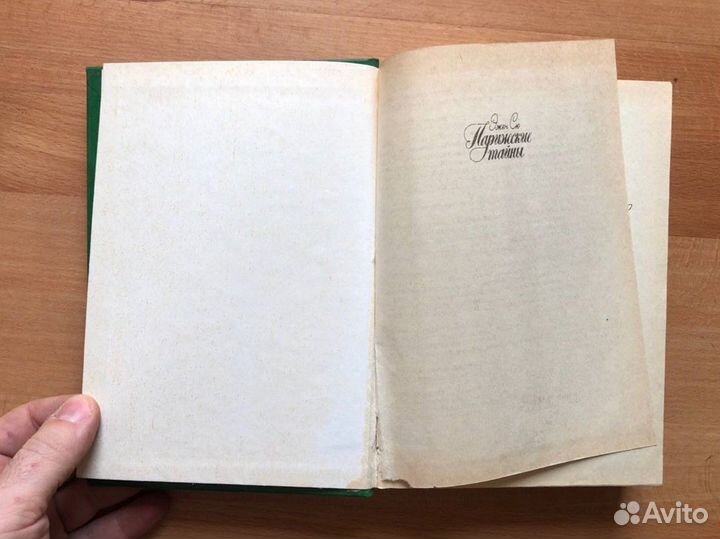 Эжен Сю
Парижские
тайны
Avito